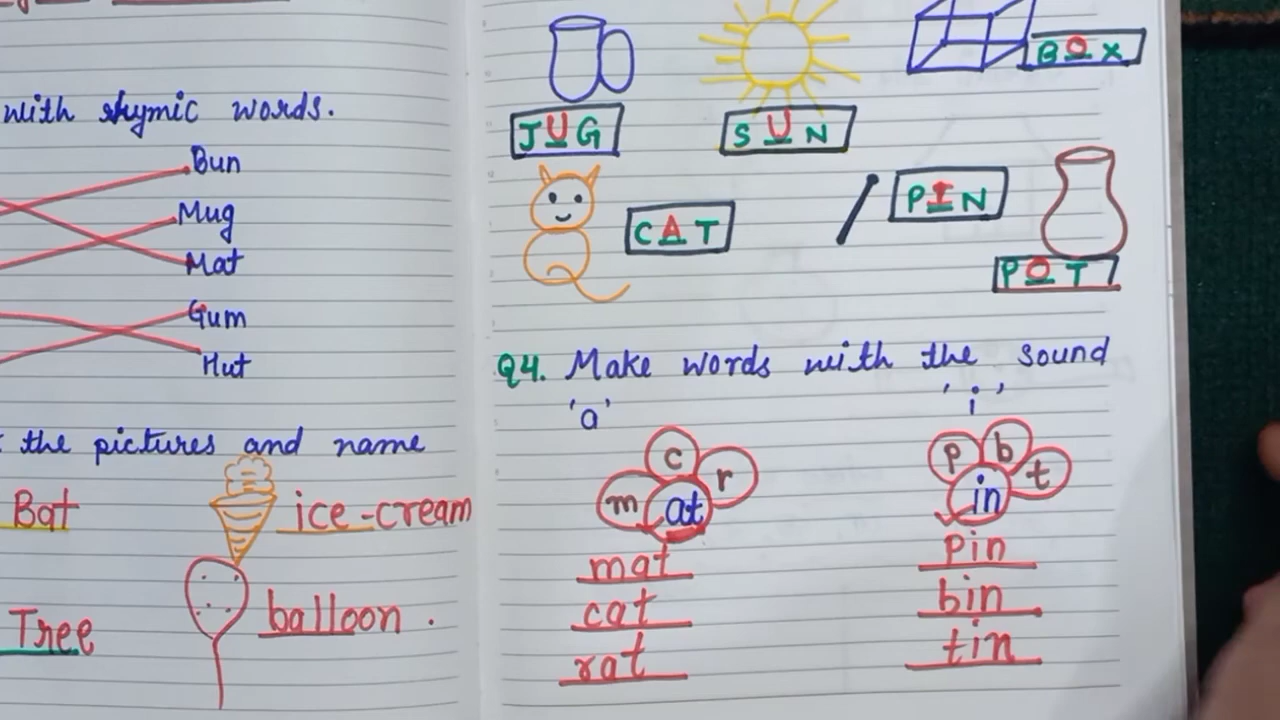 with rhymic words.
Bun
Mug
Mat
Gum
Hut
the pictures and name
Bat
ice-cream
Tree
balloon.
JUG
SUN
BOX
CAT
PIN
POT
Q4. Make words with the sound
'a'
'i'
m c r
at
p b t
in
mat
cat
rat
pin
bin
tin